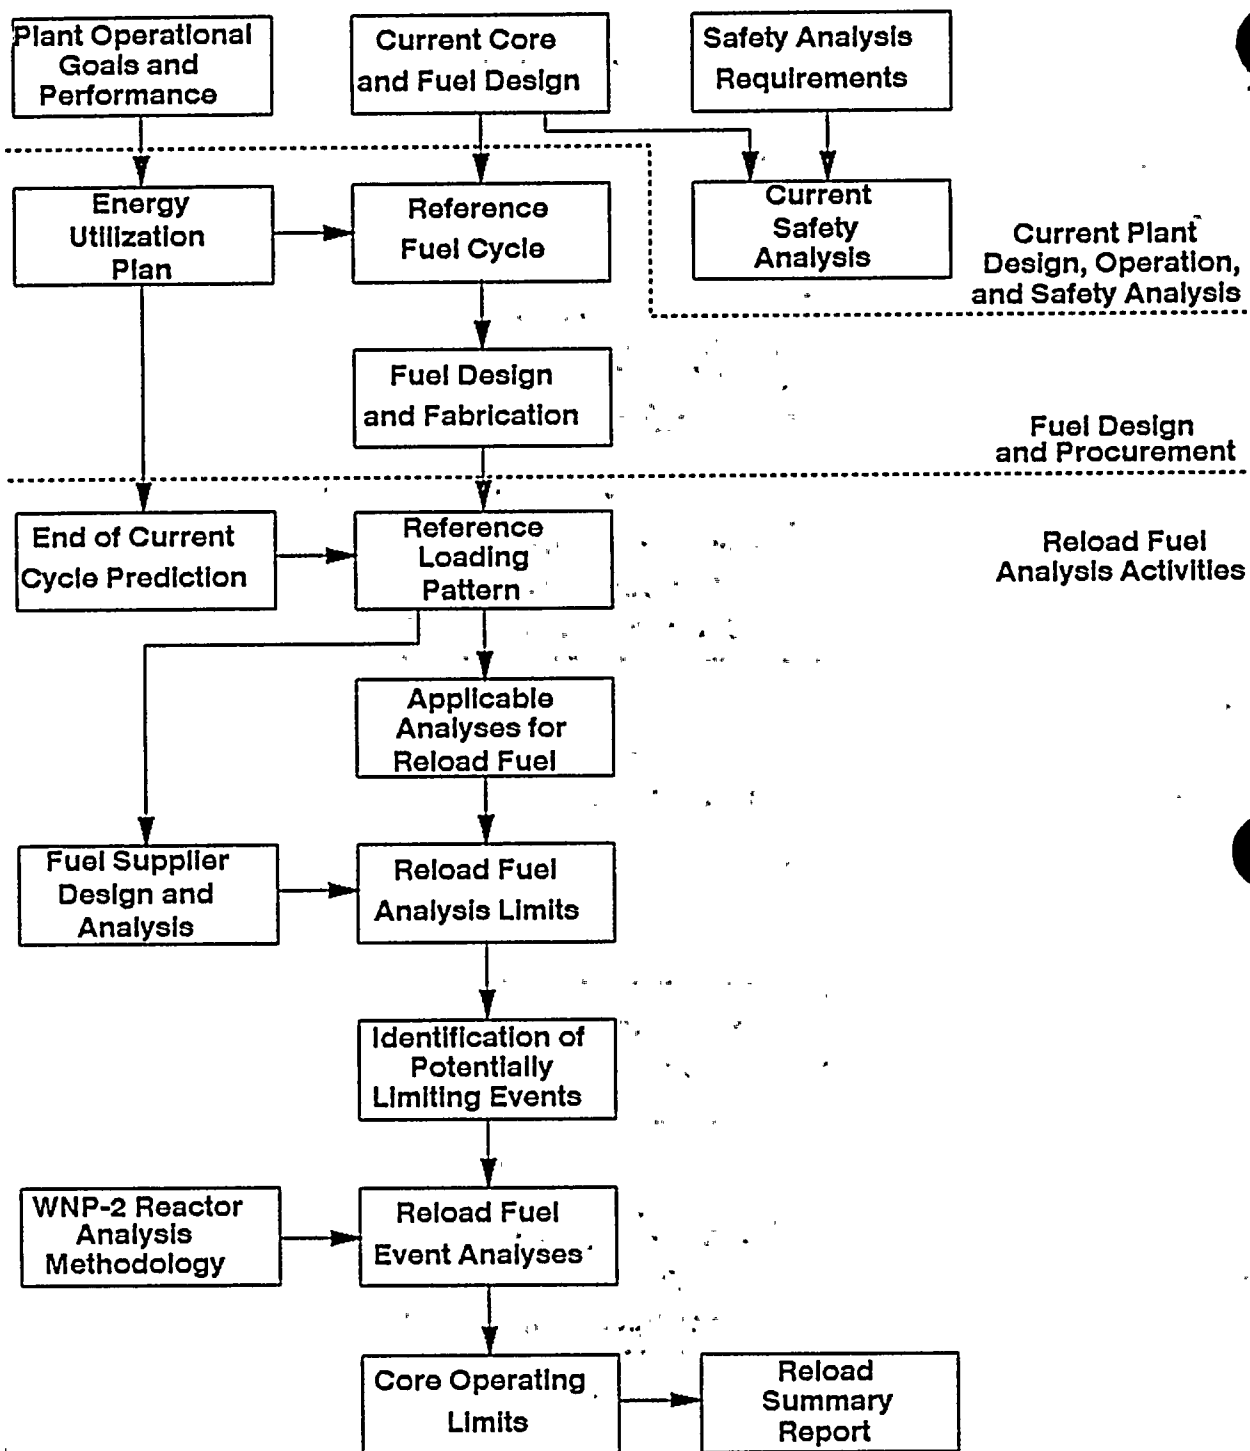 Plant Operational
Goals and
Performance
Current Core
and Fuel Design
Safety Analysis
Requirements
Energy
Utilization
Plan
Reference
Fuel Cycle
Current
Safety
Analysis
Current Plant
Design, Operation,
and Safety Analysis
Fuel Design
and Fabrication
Fuel Design
and Procurement
End of Current
Cycle Prediction
Reference
Loading
Pattern
Reload Fuel
Analysis Activities
Applicable
Analyses for
Reload Fuel
Fuel Supplier
Design and
Analysis
Reload Fuel
Analysis Limits
Identification of
Potentially
Limiting Events
WNP-2 Reactor
Analysis
Methodology
Reload Fuel
Event Analyses
Core Operating
Limits
Reload
Summary
Report